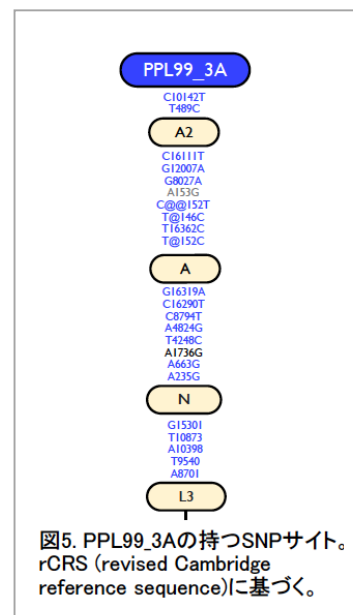 PPL99_3A
C10142T
T489C
A2
C16111T
G12007A
G8027A
A153G
C@@152T
T@146C
T16362C
T@152C
A
G16319A
C16290T
C8794T
A4824G
T4248C
A1736G
A663G
A235G
N
G15301
T10873
A10398
T9540
A8701
L3
図5. PPL99_3Aの持つSNPサイト。
rCRS (revised Cambridge
reference sequence)に基づく。